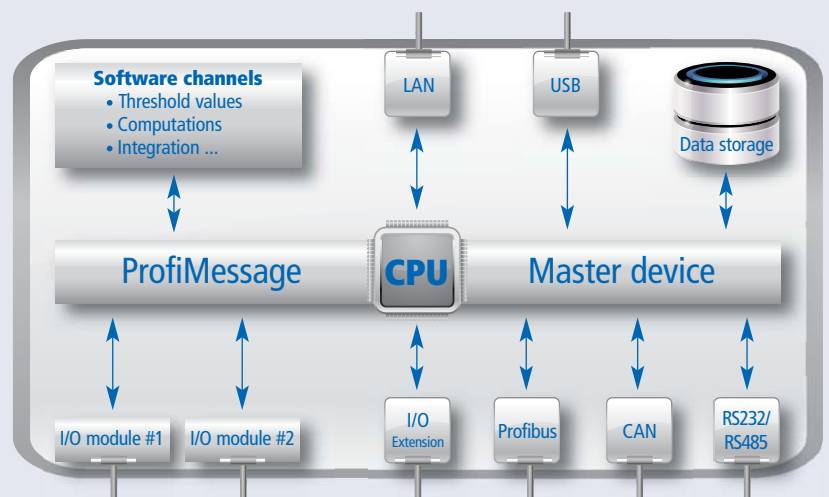 Software channels
• Threshold values
• Computations
• Integration ...
LAN
USB
Data storage
ProfiMessage
CPU
Master device
I/O module #1
I/O module #2
I/O
Extension
Profibus
CAN
RS232/
RS485